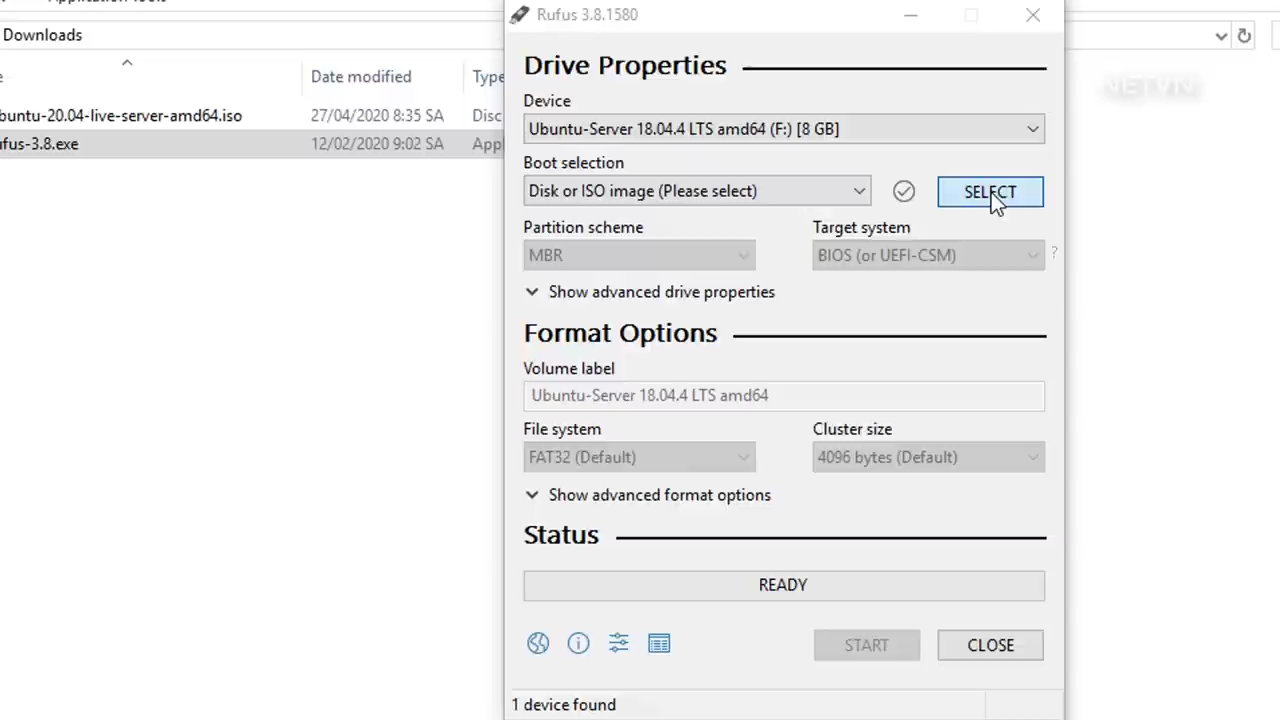 Rufus 3.8.1580
Downloads
Date modified
Type
buntu-20.04-live-server-amd64.iso 27/04/2020 8:35 SA Disc
ufus-3.8.exe 12/02/2020 9:02 SA Appl
NETVN
Drive Properties
Device
Ubuntu-Server 18.04.4 LTS amd64 (F:) [8 GB]
Boot selection
Disk or ISO image (Please select)
SELECT
Partition scheme
Target system
MBR
BIOS (or UEFI-CSM)
?
Show advanced drive properties
Format Options
Volume label
Ubuntu-Server 18.04.4 LTS amd64
File system
Cluster size
FAT32 (Default)
4096 bytes (Default)
Show advanced format options
Status
READY
START
CLOSE
1 device found